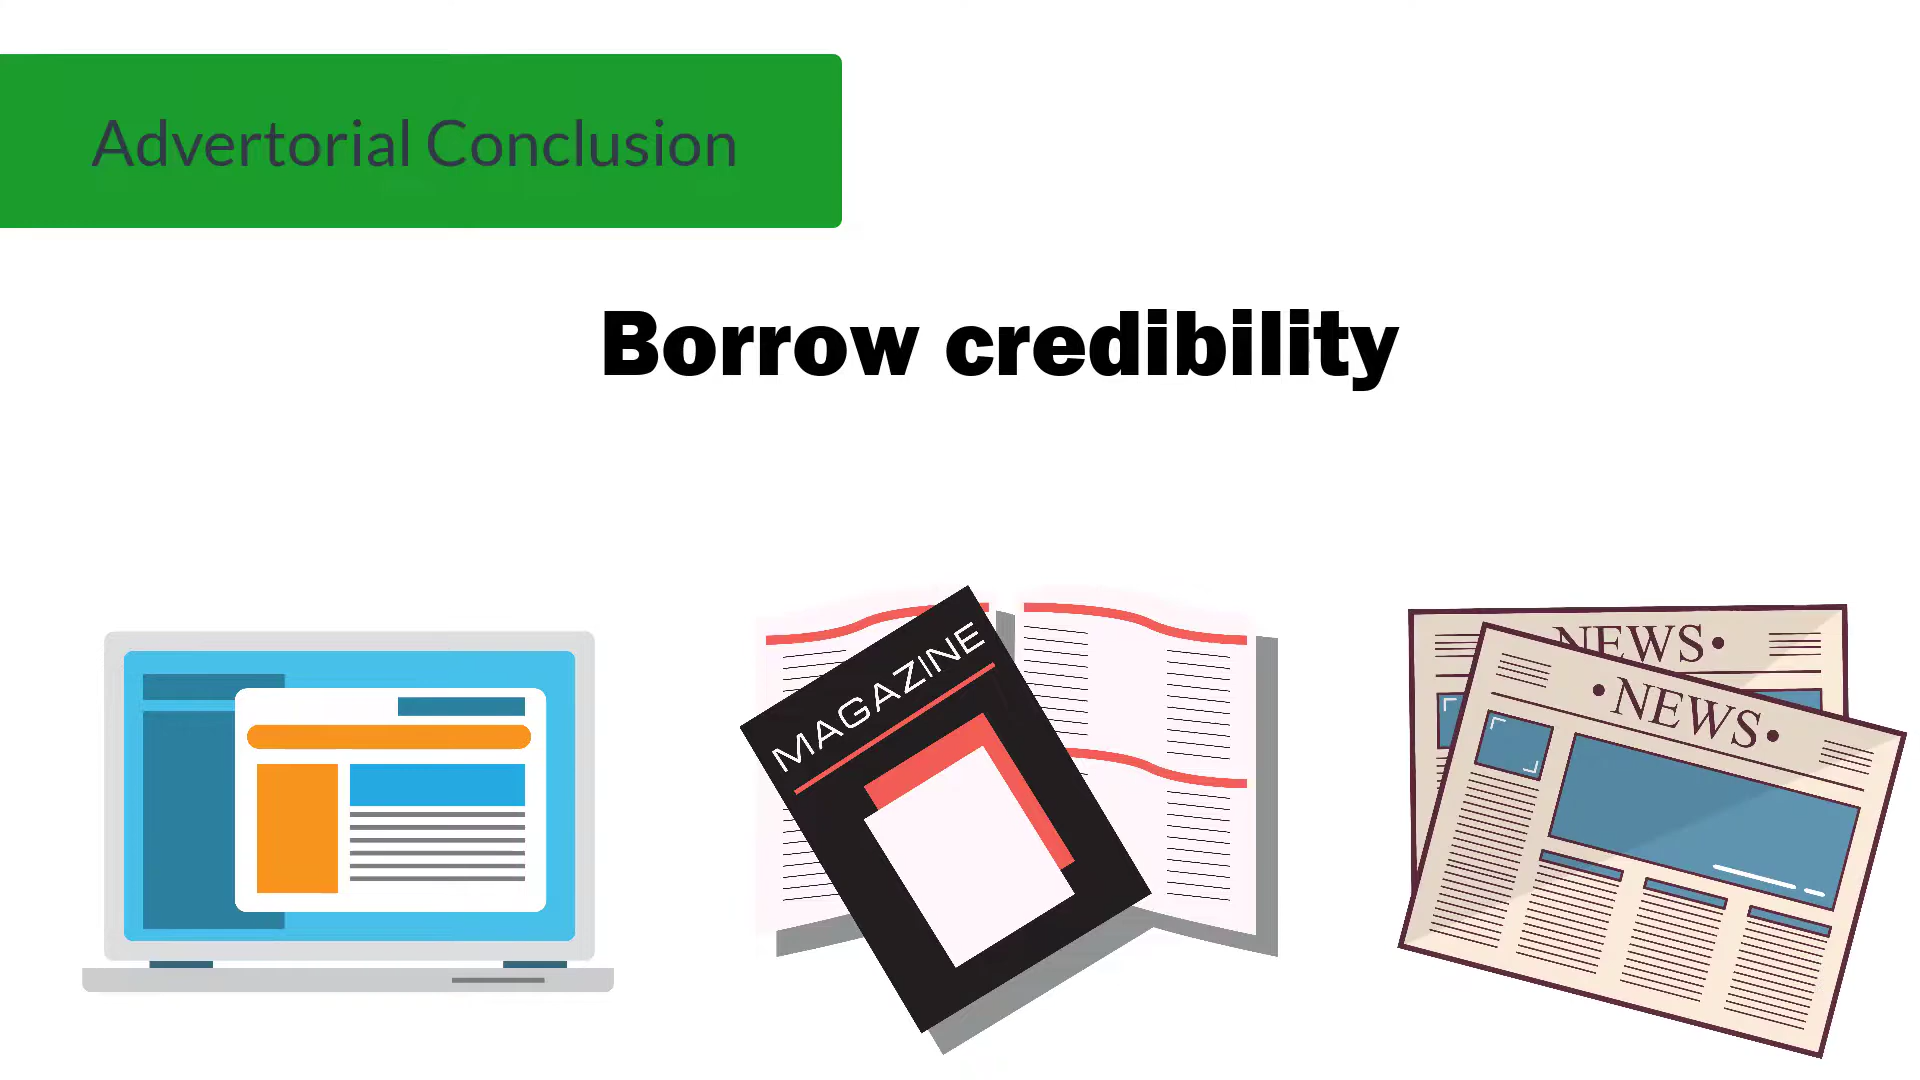 Advertorial Conclusion
Borrow credibility
MAGAZINE
NEWS•
•NEWS•